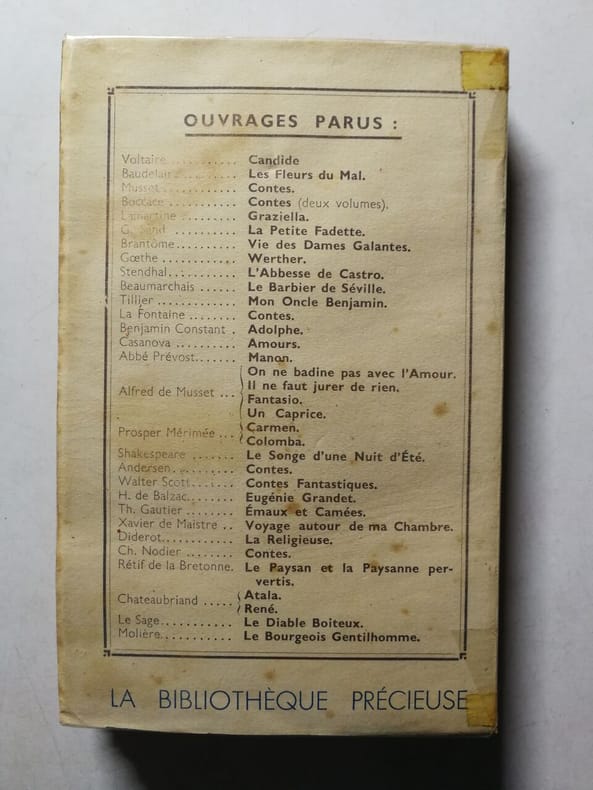 OUVRAGES PARUS :
Voltaire .......... Candide
Baudelaire ........ Les Fleurs du Mal.
Musset .......... Contes.
Boccace .......... Contes (deux volumes).
Lamartine ........ Graziella.
G. Sand .......... La Petite Fadette.
Brantôme......... Vie des Dames Galantes.
Gœthe .......... Werther.
Stendhal.......... L'Abbesse de Castro.
Beaumarchais ..... Le Barbier de Séville.
Tillier ........... Mon Oncle Benjamin.
La Fontaine ....... Contes.
Benjamin Constant . Adolphe.
Casanova ......... Amours.
Abbé Prévost...... Manon.
On ne badine pas avec l'Amour.
Alfred de Musset ... Il ne faut jurer de rien.
Fantasio.
Un Caprice.
Prosper Mérimée ... Carmen.
Colomba.
Shakespeare ....... Le Songe d'une Nuit d'Été.
Andersen.......... Contes.
Walter Scott....... Contes Fantastiques.
H. de Balzac....... Eugénie Grandet.
Th. Gautier ....... Émaux et Camées.
Xavier de Maistre .. Voyage autour de ma Chambre.
Diderot........... La Religieuse.
Ch. Nodier ....... Contes.
Rétif de la Bretonne. Le Paysan et la Paysanne per-
vertis.
Chateaubriand ..... Atala.
René.
Le Sage........... Le Diable Boiteux.
Molière........... Le Bourgeois Gentilhomme.
LA BIBLIOTHÈQUE PRÉCIEUSE